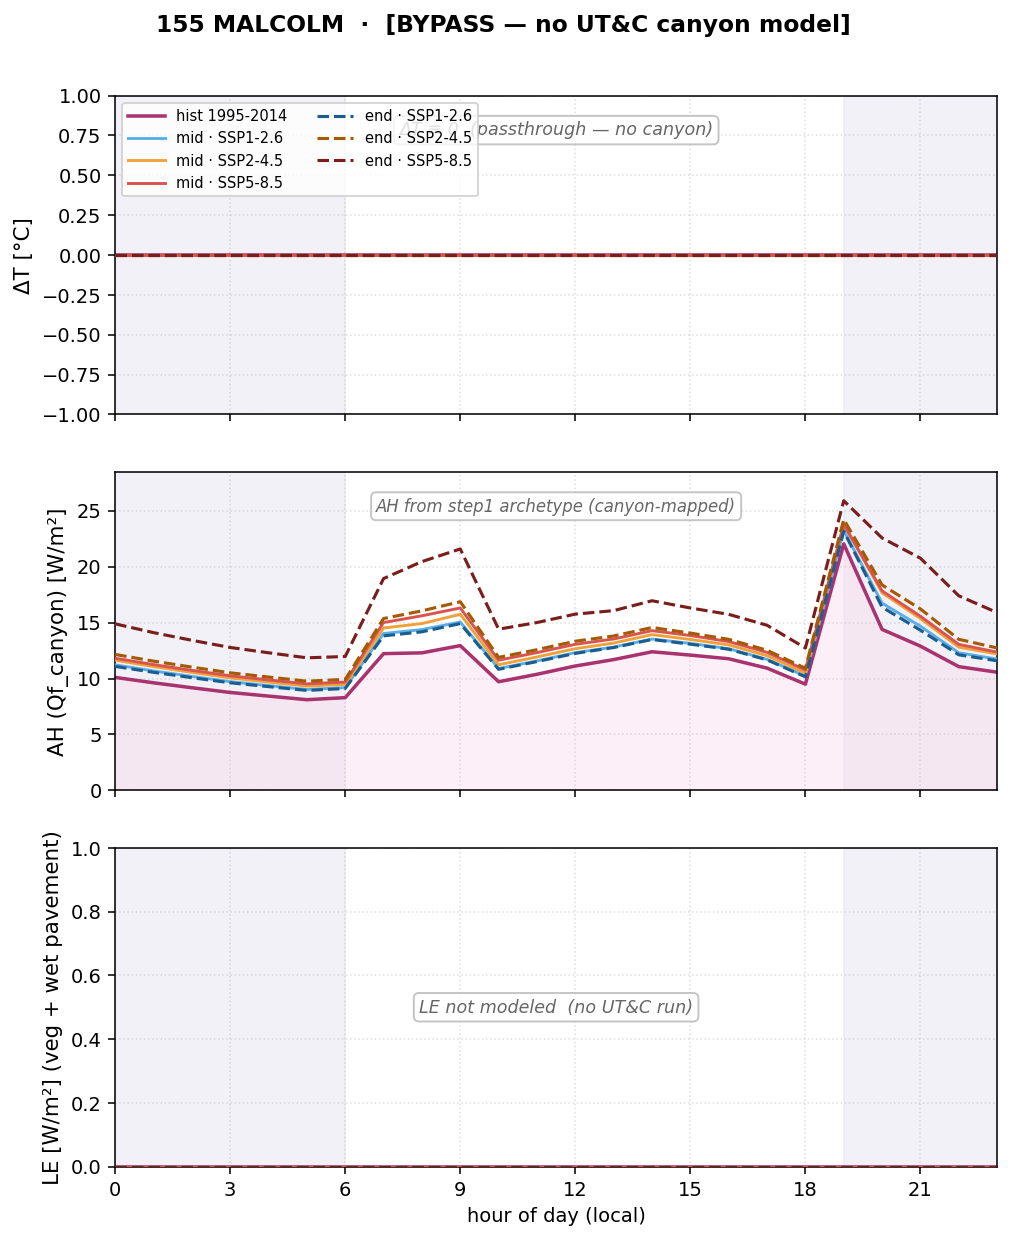 155 MALCOLM · [BYPASS — no UT&C canyon model]
1.00
0.75
0.50
0.25
0.00
−0.25
−0.50
−0.75
−1.00
ΔT [°C]
hist 1995-2014
mid · SSP1-2.6
mid · SSP2-4.5
mid · SSP5-8.5
end · SSP1-2.6
end · SSP2-4.5
end · SSP5-8.5
(passthrough — no canyon)
25
20
15
10
5
0
AH (Qf_canyon) [W/m²]
AH from step1 archetype (canyon-mapped)
1.0
0.8
0.6
0.4
0.2
0.0
LE [W/m²] (veg + wet pavement)
LE not modeled (no UT&C run)
0 3 6 9 12 15 18 21
hour of day (local)